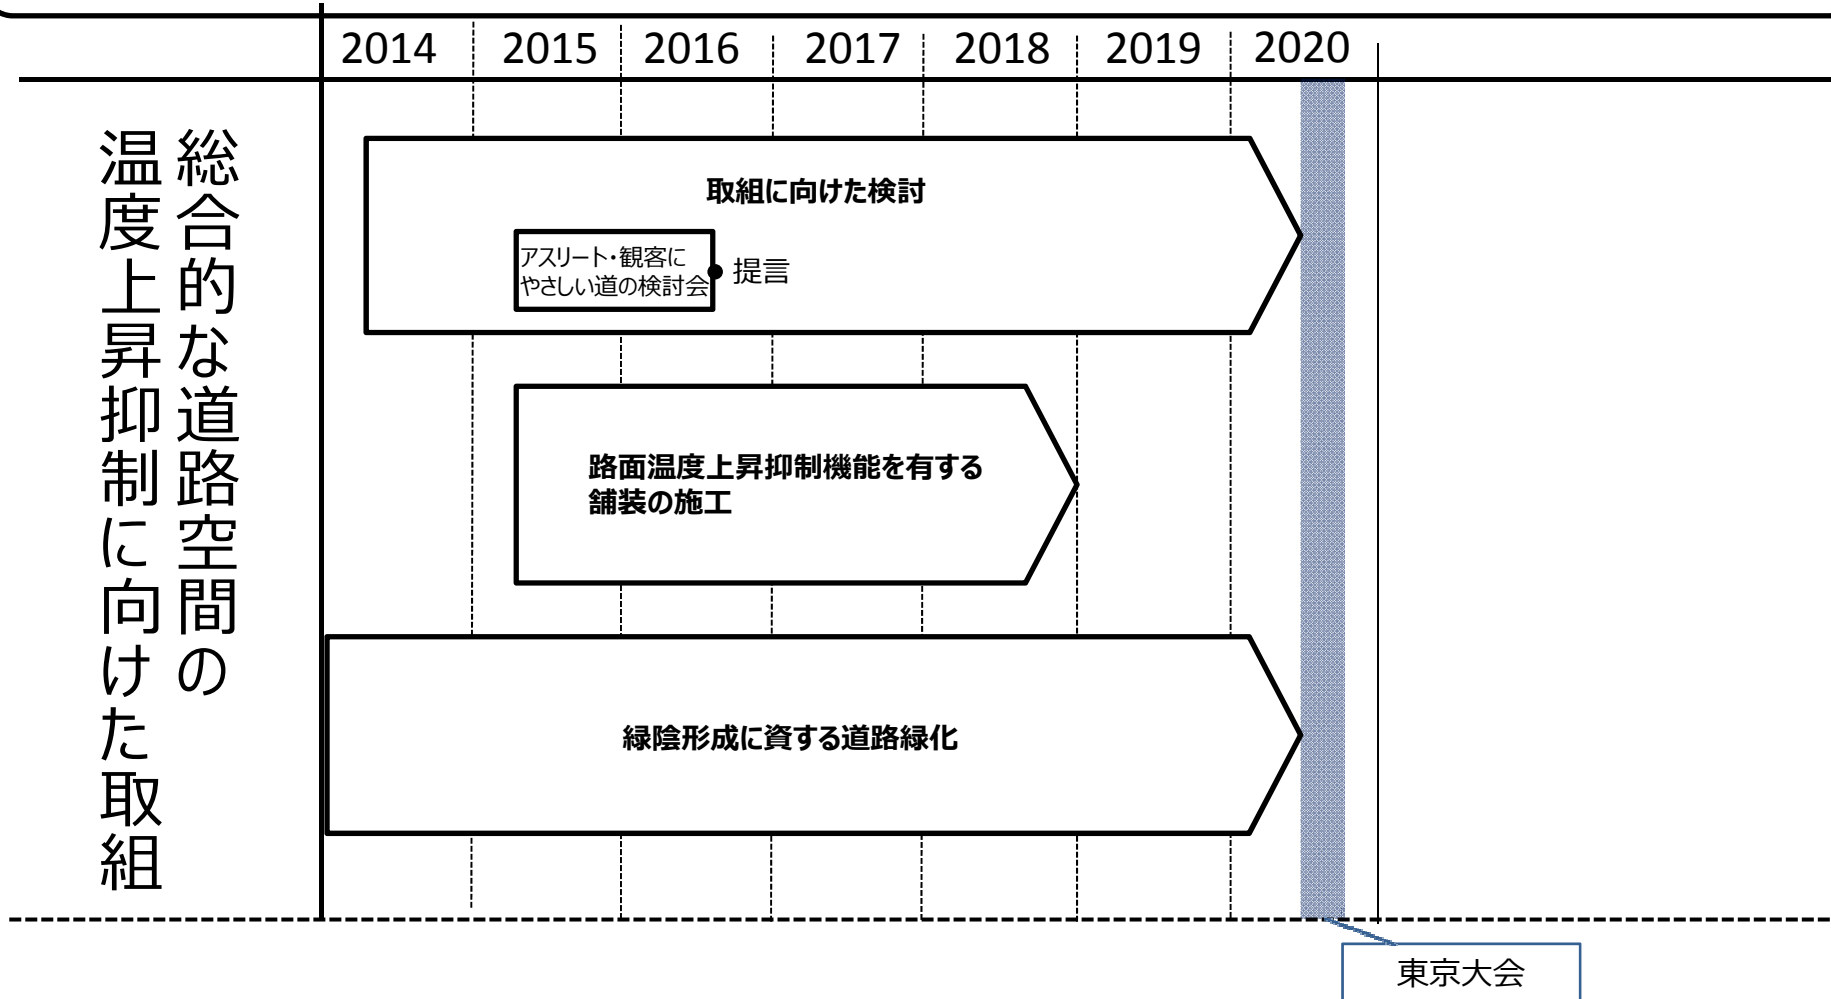 2014 2015 2016 2017 2018 2019 2020
総合的な道路空間の
温度上昇抑制に向けた取組
取組に向けた検討
アスリート・観客に
やさしい道の検討会
提言
路面温度上昇抑制機能を有する
舗装の施工
緑陰形成に資する道路緑化
東京大会